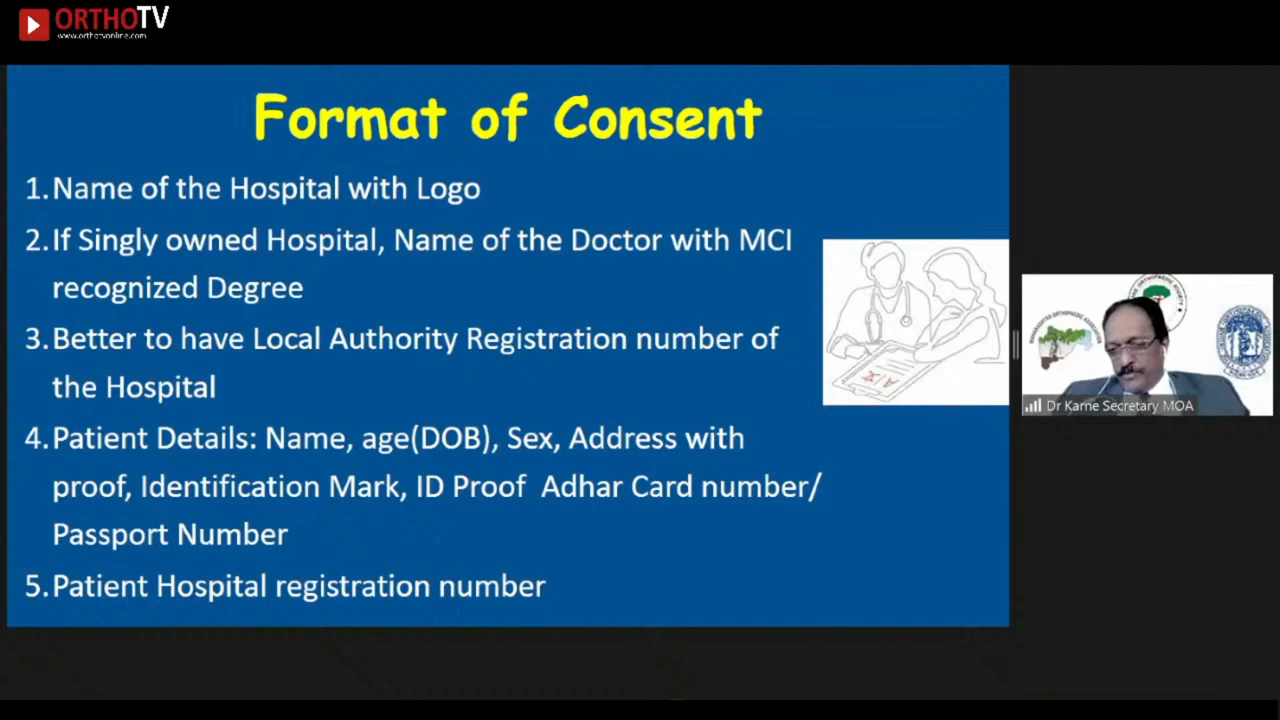 ORTHOTV
www.orthotvonline.com
Format of Consent
1.Name of the Hospital with Logo
2.If Singly owned Hospital, Name of the Doctor with MCI
recognized Degree
3.Better to have Local Authority Registration number of
the Hospital
4.Patient Details: Name, age(DOB), Sex, Address with
proof, Identification Mark, ID Proof  Adhar Card number/
Passport Number
5.Patient Hospital registration number
Dr Karne Secretary MOA